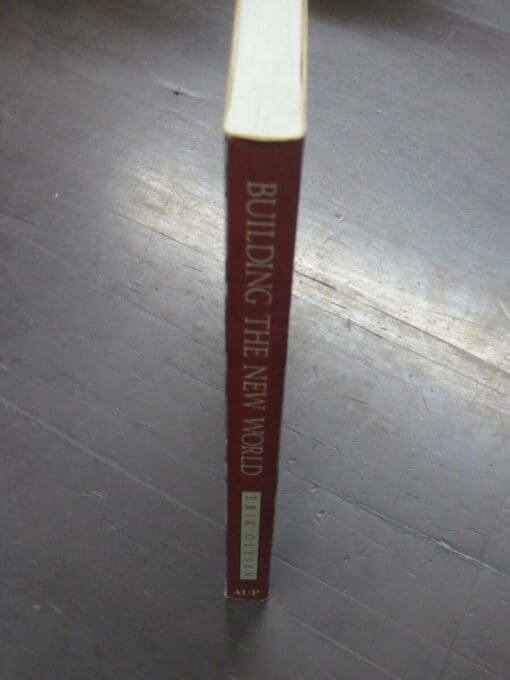 BUILDING THE NEW WORLD
ERIK OLSSEN
AUP